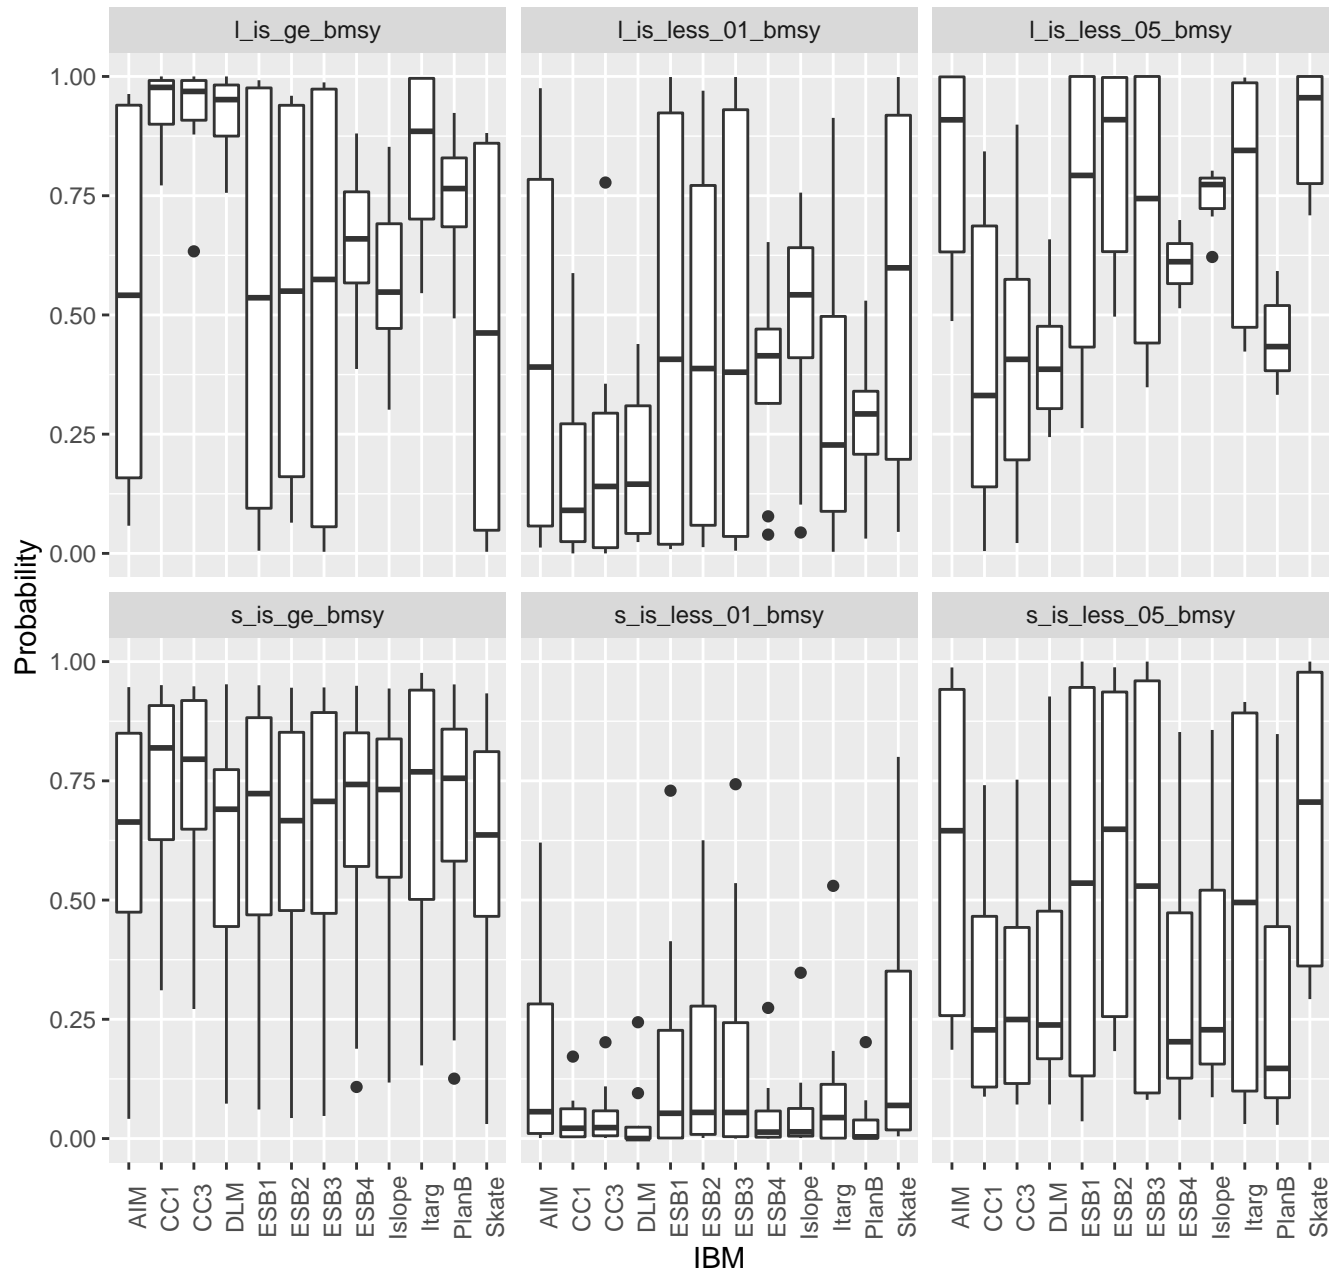 l_is_ge_bmsy
l_is_less_01_bmsy
l_is_less_05_bmsy
1.00
0.75
0.50
0.25
0.00
s_is_ge_bmsy
s_is_less_01_bmsy
s_is_less_05_bmsy
1.00
0.75
0.50
0.25
0.00
Probability
AIM
CC1
CC3
DLM
ESB1
ESB2
ESB3
ESB4
Islope
Itarg
PlanB
Skate
AIM
CC1
CC3
DLM
ESB1
ESB2
ESB3
ESB4
Islope
Itarg
PlanB
Skate
AIM
CC1
CC3
DLM
ESB1
ESB2
ESB3
ESB4
Islope
Itarg
PlanB
Skate
IBM